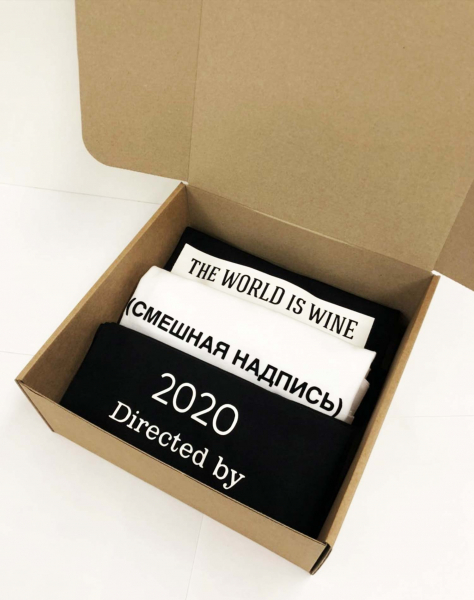 THE WORLD IS WINE
(СМЕШНАЯ НАДПИСЬ)
2020
Directed by